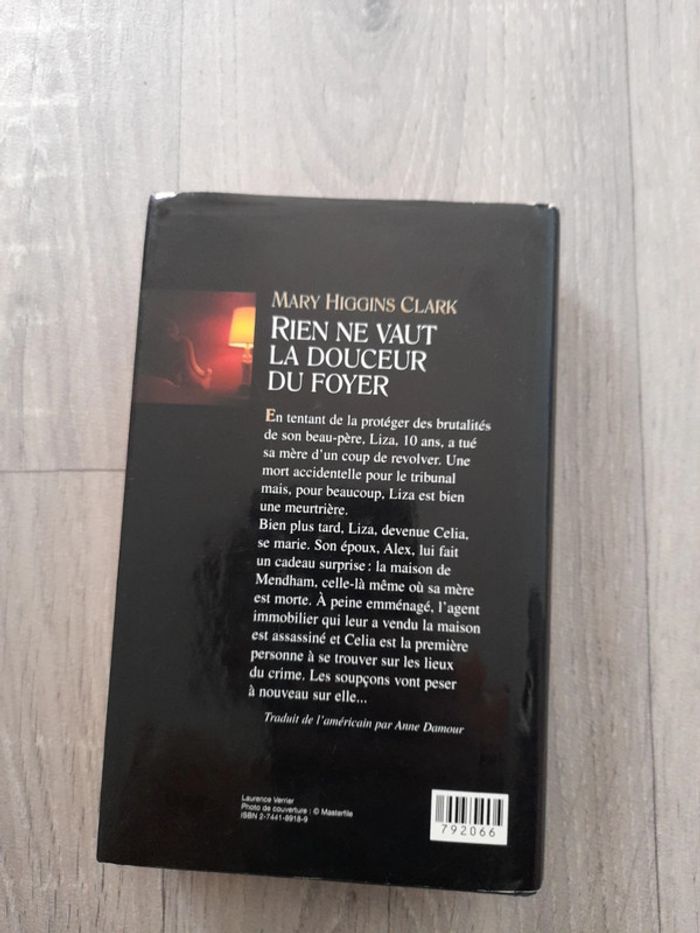 MARY HIGGINS CLARK
RIEN NE VAUT
LA DOUCEUR
DU FOYER
En tentant de la protéger des brutalités
de son beau-père, Liza, 10 ans, a tué
sa mère d'un coup de revolver. Une
mort accidentelle pour le tribunal
mais, pour beaucoup, Liza est bien
une meurtrière.
Bien plus tard, Liza, devenue Celia,
se marie. Son époux, Alex, lui fait
un cadeau surprise : la maison de
Mendham, celle-là même où sa mère
est morte. À peine emménagé, l'agent
immobilier qui leur a vendu la maison
est assassiné et Celia est la première
personne à se trouver sur les lieux
du crime. Les soupçons vont peser
à nouveau sur elle...
Traduit de l'américain par Anne Damour
Laurence Verrier
Photo de couverture : © Masterfile
ISBN 2-7441-8918-9
792066